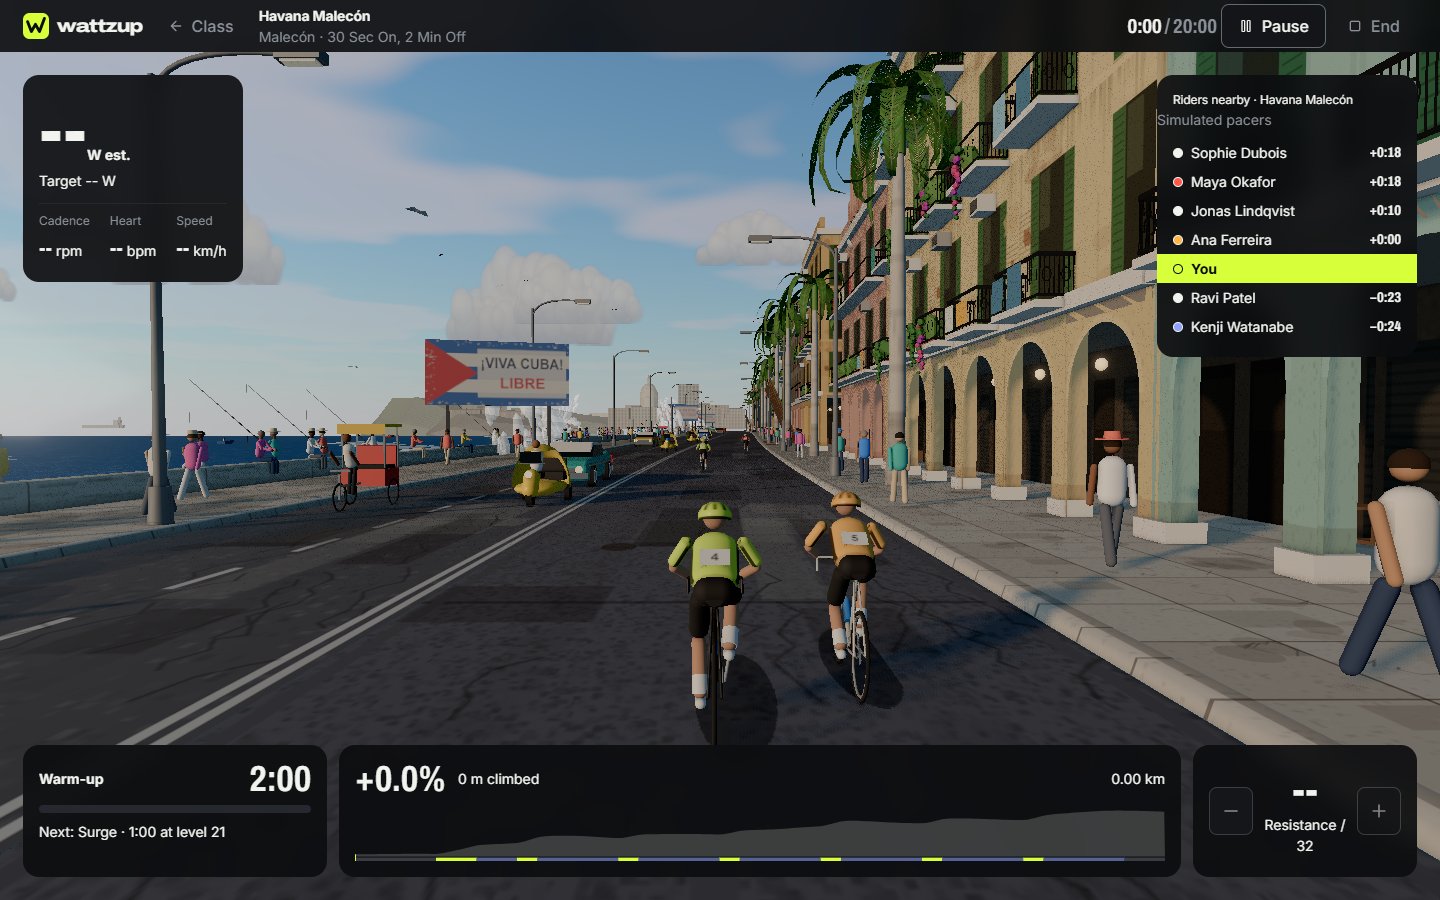 W wattzup
Class
Havana Malecón
Malecón · 30 Sec On, 2 Min Off
0:00 / 20:00
Pause
End
-- W est.
Target -- W
Cadence Heart Speed
-- rpm -- bpm -- km/h
Riders nearby · Havana Malecón
Simulated pacers
Sophie Dubois +0:18
Maya Okafor +0:18
Jonas Lindqvist +0:10
Ana Ferreira +0:00
You
Ravi Patel −0:23
Kenji Watanabe −0:24
¡VIVA CUBA!
LIBRE
4
5
Warm-up 2:00
Next: Surge · 1:00 at level 21
+0.0% 0 m climbed 0.00 km
--
Resistance /
32